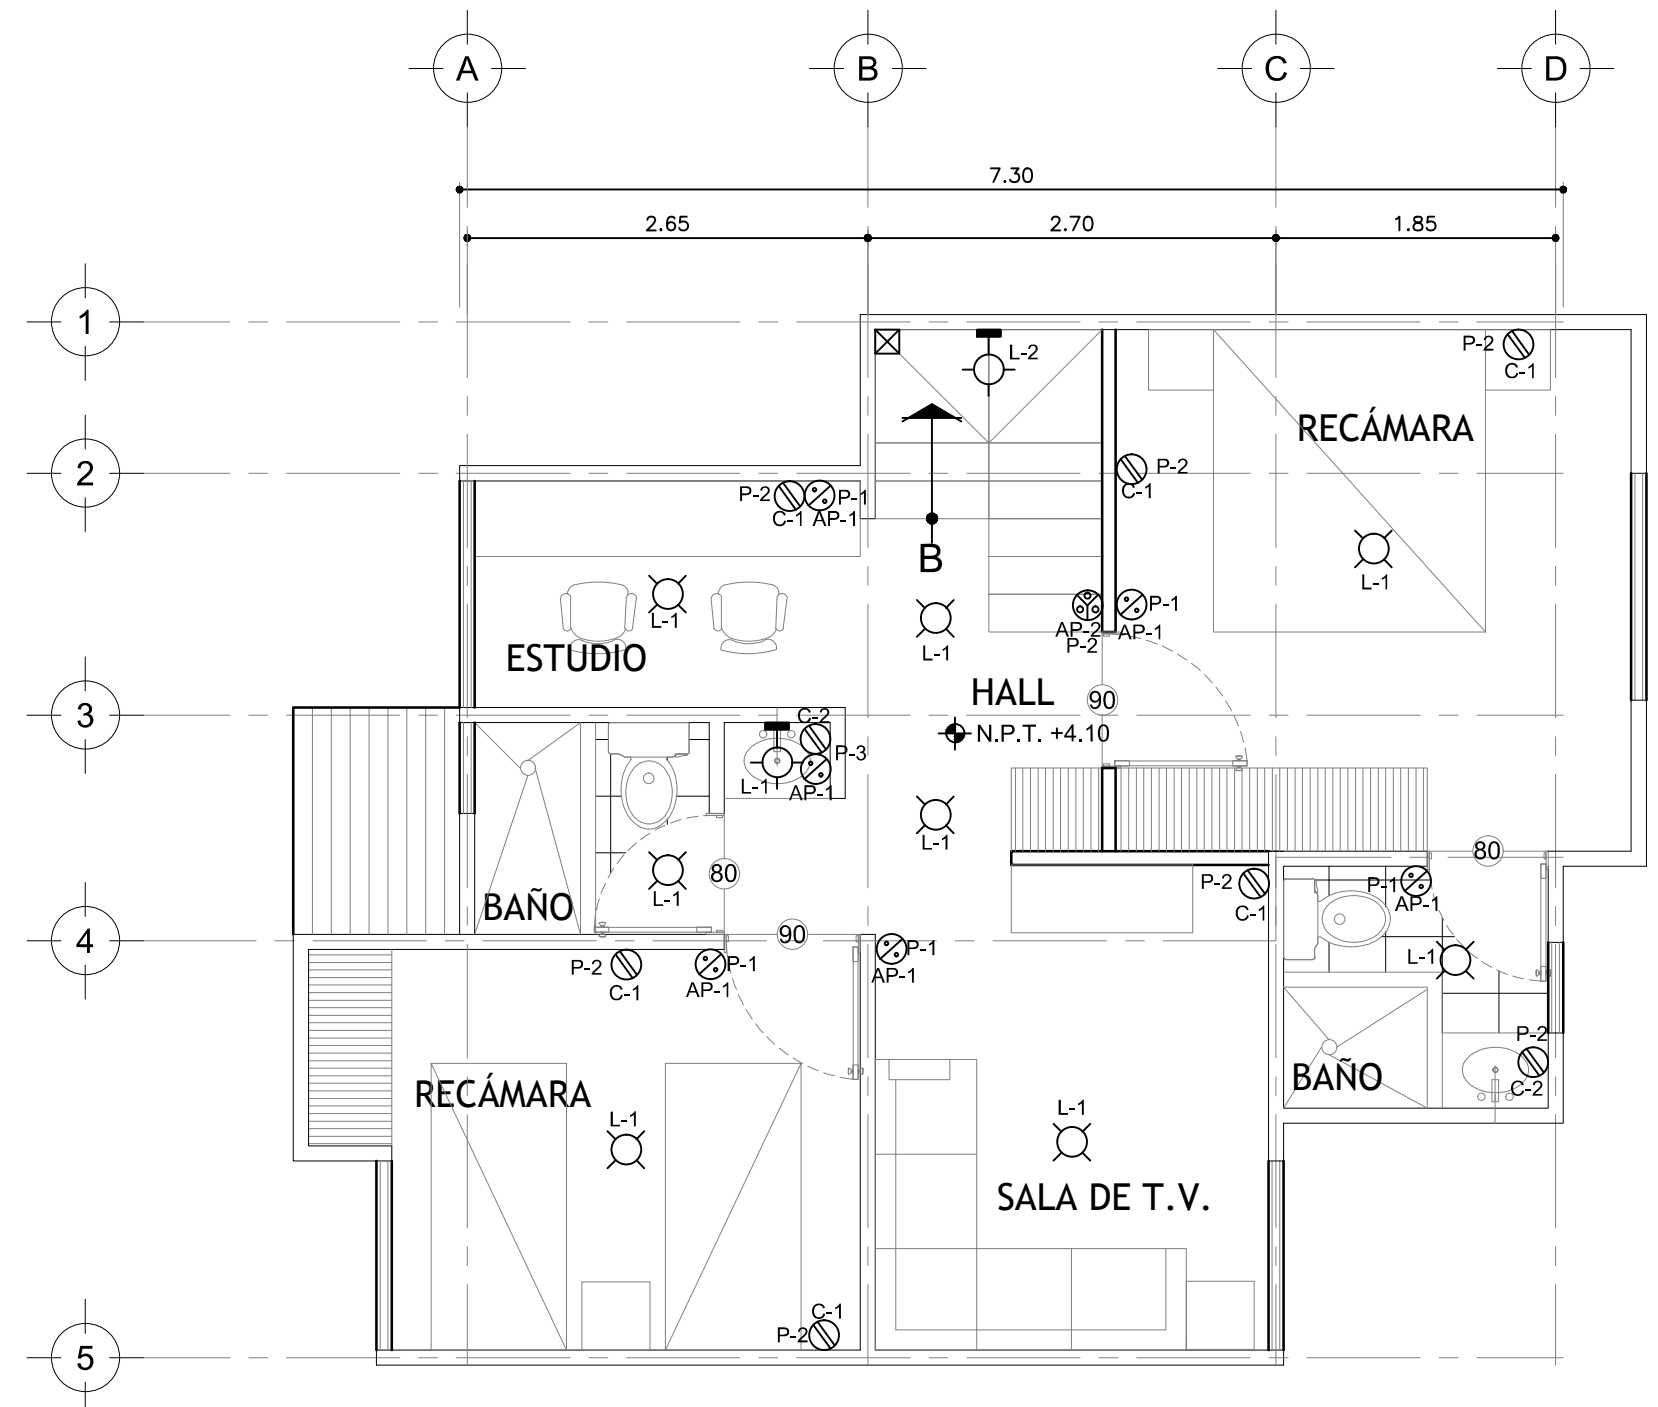 A B C D
7.30
2.65 2.70 1.85
1
L-2
P-2
C-1
RECÁMARA
2
P-2
C-1
P-2 P-1
C-1 AP-1
B
L-1
L-1
P-1
AP-2 AP-1
P-2
L-1
ESTUDIO
HALL
90
3
C-2
N.P.T. +4.10
P-3
L-1
AP-1
L-1
80
80
L-1
BAÑO
P-2
C-1
P-1
AP-1
4
90
P-1
AP-1
P-2
C-1
P-1
AP-1
L-1
P-2
C-2
BAÑO
RECÁMARA
L-1
L-1
SALA DE T.V.
C-1
P-2
5